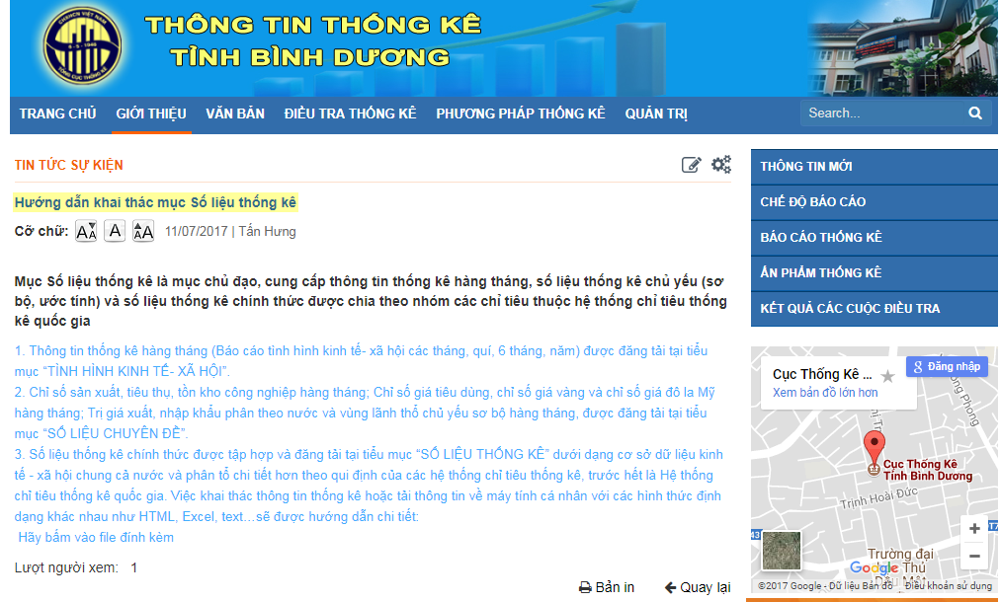 THÔNG TIN THỐNG KÊ
TỈNH BÌNH DƯƠNG
TRANG CHỦ GIỚI THIỆU VĂN BẢN ĐIỀU TRA THỐNG KÊ PHƯƠNG PHÁP THỐNG KÊ QUẢN TRỊ Search...
TIN TỨC SỰ KIỆN
Hướng dẫn khai thác mục Số liệu thống kê
Cỡ chữ: A A A A A 11/07/2017 | Tấn Hưng
Mục Số liệu thống kê là mục chủ đạo, cung cấp thông tin thống kê hàng tháng, số liệu thống kê chủ yếu (sơ
bộ, ước tính) và số liệu thống kê chính thức được chia theo nhóm các chỉ tiêu thuộc hệ thống chỉ tiêu thống
kê quốc gia
1. Thông tin thống kê hàng tháng (Báo cáo tình hình kinh tế- xã hội các tháng, quí, 6 tháng, năm) được đăng tải tại tiểu
mục “TÌNH HÌNH KINH TẾ- XÃ HỘI”.
2. Chỉ số sản xuất, tiêu thụ, tồn kho công nghiệp hàng tháng; Chỉ số giá tiêu dùng, chỉ số giá vàng và chỉ số giá đô la Mỹ
hàng tháng; Trị giá xuất, nhập khẩu phân theo nước và vùng lãnh thổ chủ yếu sơ bộ hàng tháng, được đăng tải tại tiểu
mục “SỐ LIỆU CHUYÊN ĐỀ”.
3. Số liệu thống kê chính thức được tập hợp và đăng tải tại tiểu mục “SỐ LIỆU THỐNG KÊ” dưới dạng cơ sở dữ liệu kinh
tế - xã hội chung cả nước và phân tổ chi tiết hơn theo qui định của các hệ thống chỉ tiêu thống kê, trước hết là Hệ thống
chỉ tiêu thống kê quốc gia. Việc khai thác thông tin thống kê hoặc tải thông tin về máy tính cá nhân với các hình thức định
dạng khác nhau như HTML, Excel, text…sẽ được hướng dẫn chi tiết:
Hãy bấm vào file đính kèm
Lượt người xem: 1
Bản in Quay lại
THÔNG TIN MỚI
CHẾ ĐỘ BÁO CÁO
BÁO CÁO THỐNG KÊ
ẤN PHẨM THỐNG KÊ
KẾT QUẢ CÁC CUỘC ĐIỀU TRA
Cục Thống Kê ...
Xem bản đồ lớn hơn
Đăng nhập
Cục Thống Kê
Tỉnh Bình Dương
Trịnh Hoài Đức
Trường đại
Google Thủ
Dầu Một
©2017 Google - Dữ liệu Bản đồ Điều khoản sử dụng